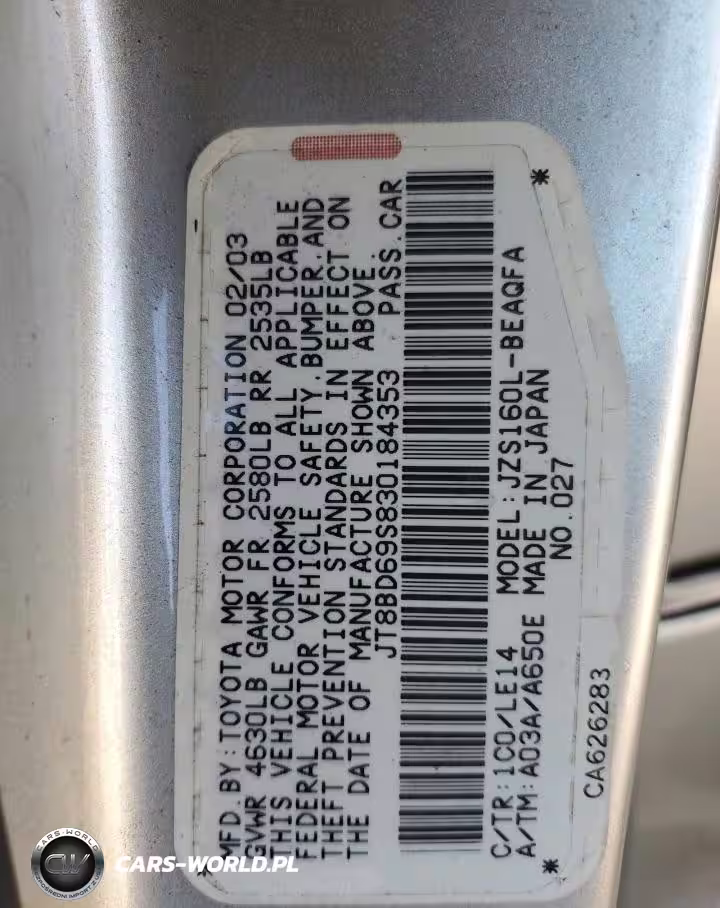 MFD. BY: TOYOTA MOTOR CORPORATION 02/03
GVWR 4630LB GAWR FR 2580LB RR 2535LB
THIS VEHICLE CONFORMS TO ALL APPLICABLE
FEDERAL MOTOR VEHICLE SAFETY, BUMPER, AND
THEFT PREVENTION STANDARDS IN EFFECT ON
THE DATE OF MANUFACTURE SHOWN ABOVE.
JT8BD69S830184353 PASS. CAR
C/TR: 1C0/LE14 MODEL: JZS160L-BEAQFA
A/TM: A03A/A650E MADE IN JAPAN
NO. 027
CA626283
CARS-WORLD
CW
CARS-WORLD.PL